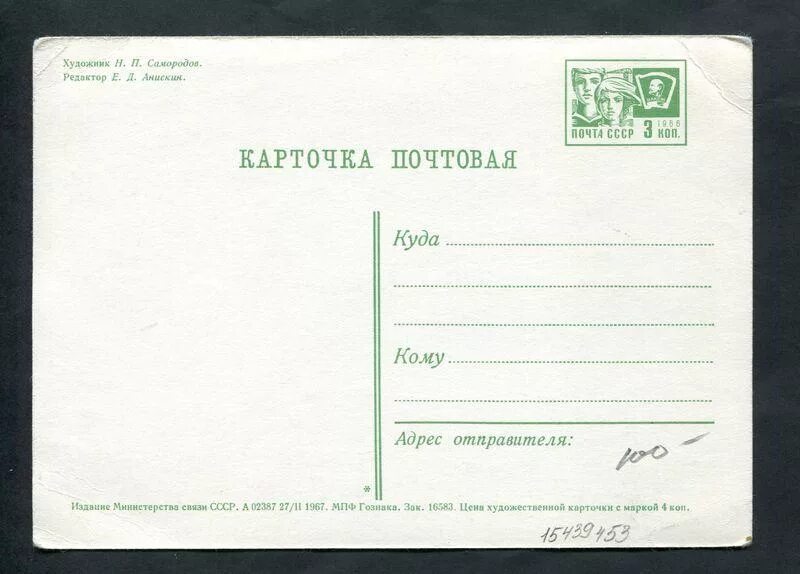 Художник Н. П. Самородов.
Редактор Е. Д. Анискин.
1966
ПОЧТА СССР 3 КОП.
КАРТОЧКА ПОЧТОВАЯ
Куда
Кому
Адрес отправителя:
100-
*
Издание Министерства связи СССР. А 02387 27/II 1967. МПФ Гознака. Зак. 16583. Цена художественной карточки с маркой 4 коп.
15439453